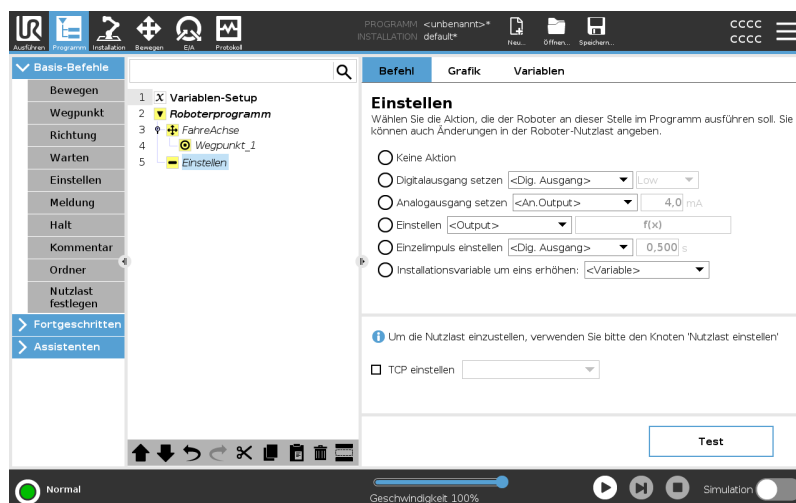 UR
PROGRAMM <unbenannt>*
INSTALLATION default*
CCCC
CCCC
Ausführen Programm Installation Bewegen E/A Protokoll Neu... Öffnen... Speichern...
Basis-Befehle
Bewegen
Wegpunkt
Richtung
Warten
Einstellen
Meldung
Halt
Kommentar
Ordner
Nutzlast
festlegen
Fortgeschritten
Assistenten
1 X Variablen-Setup
2 Roboterprogramm
3 FahreAchse
4 Wegpunkt_1
5 Einstellen
Befehl Grafik Variablen
Einstellen
Wählen Sie die Aktion, die der Roboter an dieser Stelle im Programm ausführen soll. Sie
können auch Änderungen in der Roboter-Nutzlast angeben.
Keine Aktion
Digitalausgang setzen <Dig. Ausgang> Low
Analogausgang setzen <An.Output> 4,0 mA
Einstellen <Output> f(x)
Einzelimpuls einstellen <Dig. Ausgang> 0,500 s
Installationsvariable um eins erhöhen: <Variable>
Um die Nutzlast einzustellen, verwenden Sie bitte den Knoten 'Nutzlast einstellen'
TCP einstellen
Test
Normal
Geschwindigkeit 100%
Simulation